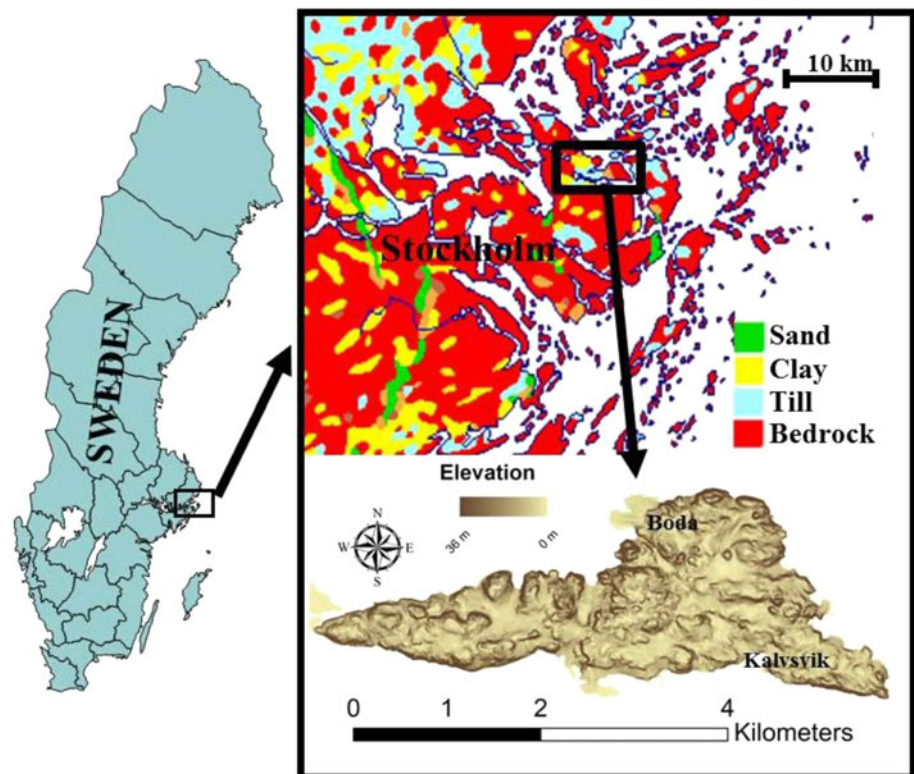 SWEDEN
10 km
Stockholm
Sand
Clay
Till
Bedrock
Elevation
36 m
0 m
N
W
E
S
Boda
Kalvsvik
0 1 2 4
Kilometers